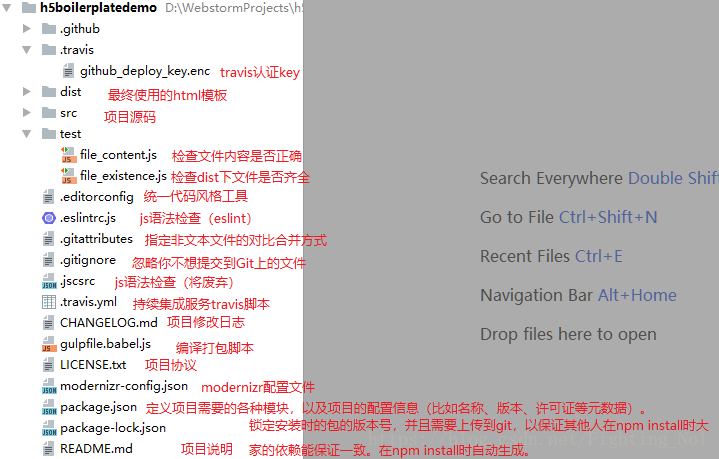 h5boilerplatedemo D:\WebstormProjects\h5
.github
.travis
github_deploy_key.enc travis认证key
dist 最终使用的html模板
src 项目源码
test
file_content.js 检查文件内容是否正确
file_existence.js 检查dist下文件是否齐全
.editorconfig 统一代码风格工具
.eslintrc.js js语法检查（eslint）
.gitattributes 指定非文本文件的对比合并方式
.gitignore 忽略你不想提交到Git上的文件
.jscsrc js语法检查（将废弃）
.travis.yml 持续集成服务travis脚本
CHANGELOG.md 项目修改日志
gulpfile.babel.js 编译打包脚本
LICENSE.txt 项目协议
modernizr-config.json modernizr配置文件
package.json 定义项目需要的各种模块，以及项目的配置信息（比如名称、版本、许可证等元数据）。
package-lock.json 锁定安装时的包的版本号，并且需要上传到git，以保证其他人在npm install时大
README.md 项目说明 家的依赖能保证一致。在npm install时自动生成。
Search Everywhere Double Shift
Go to File Ctrl+Shift+N
Recent Files Ctrl+E
Navigation Bar Alt+Home
Drop files here to open